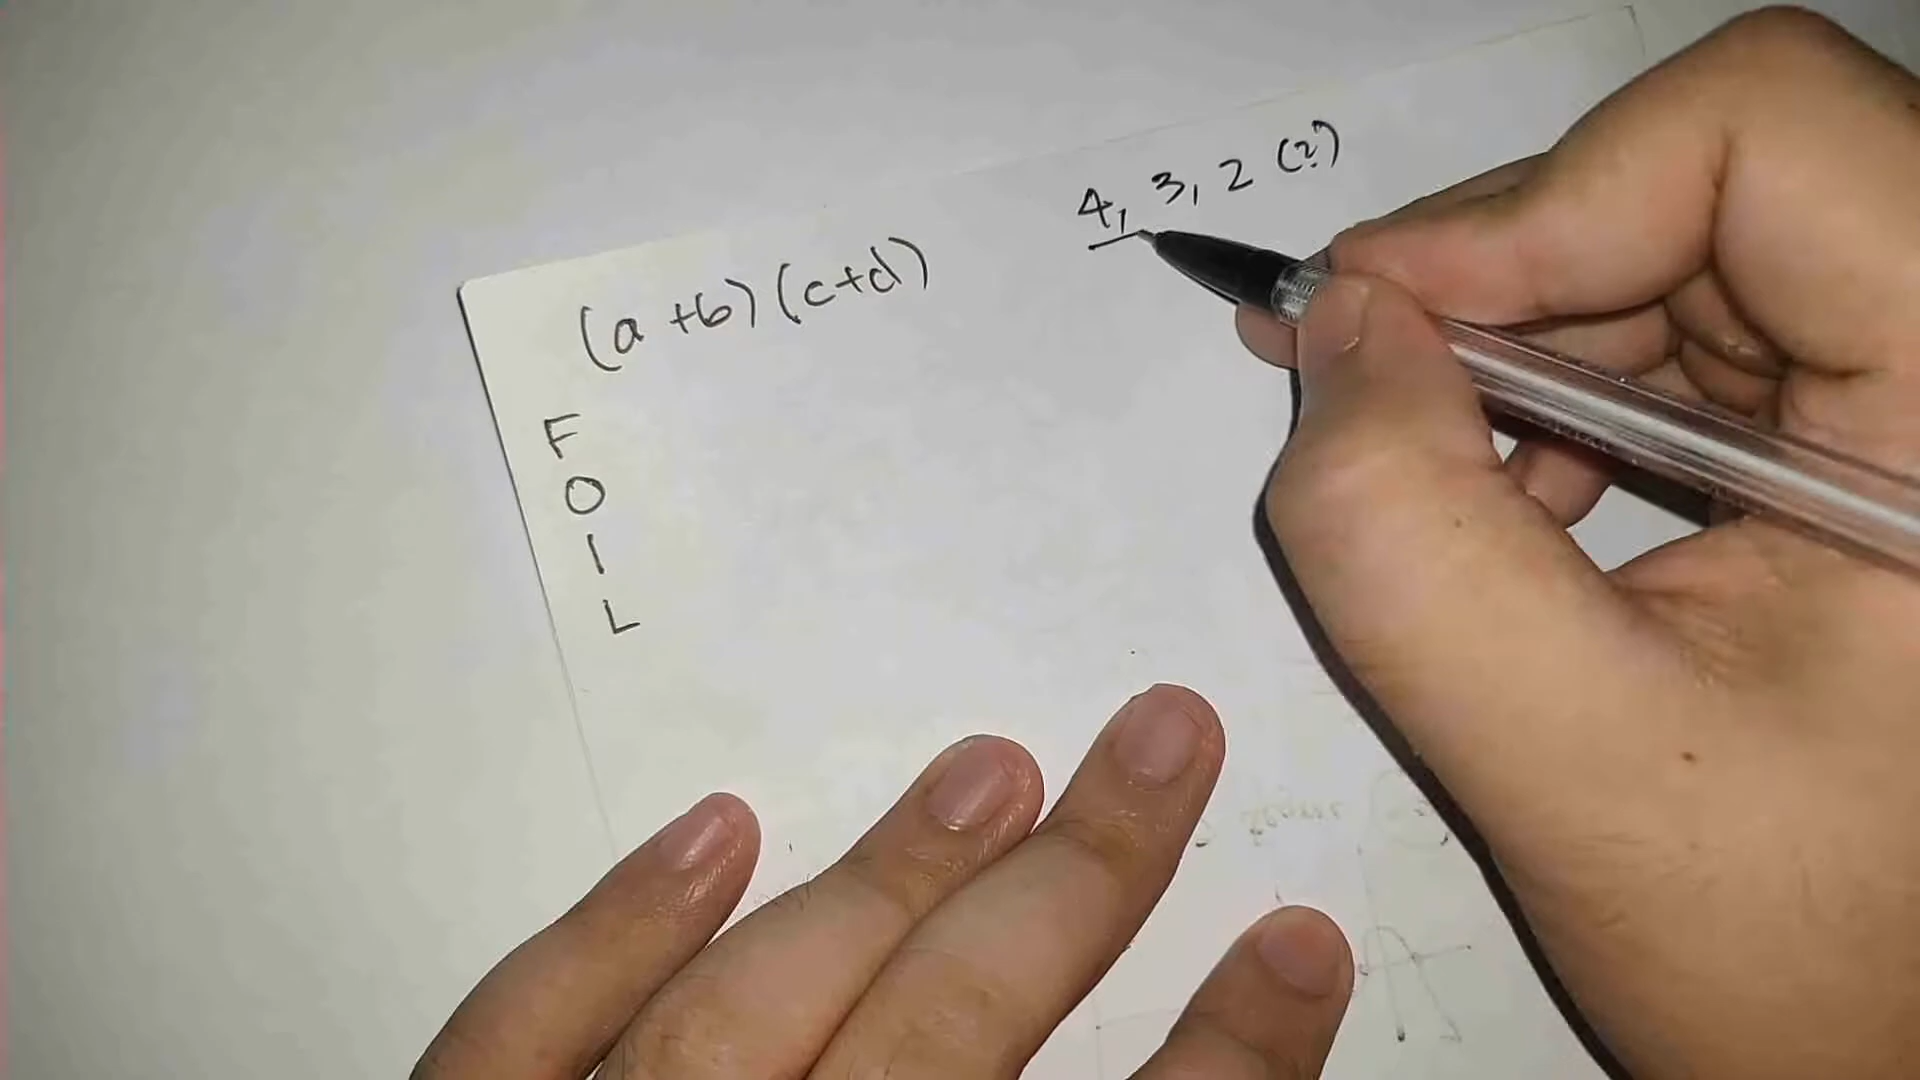 4, 3, 2 (?)
(a+b)(c+d)
F
O
I
L